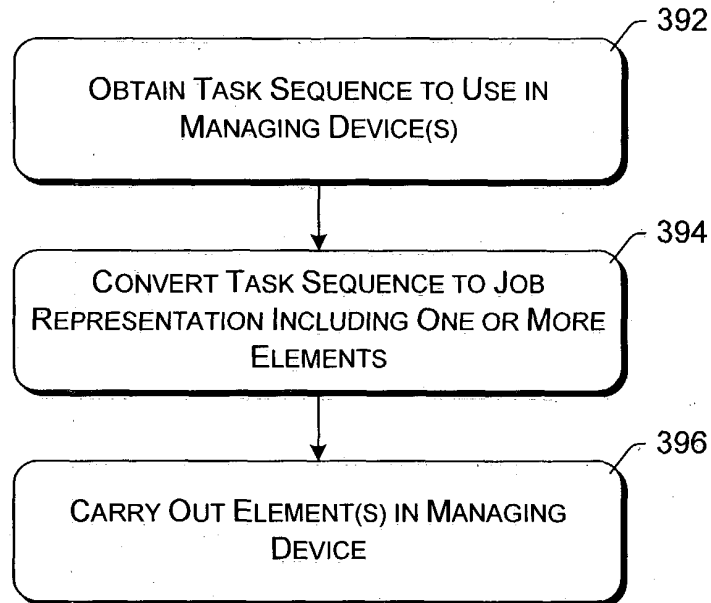 392
OBTAIN TASK SEQUENCE TO USE IN
MANAGING DEVICE(S)
394
CONVERT TASK SEQUENCE TO JOB
REPRESENTATION INCLUDING ONE OR MORE
ELEMENTS
396
CARRY OUT ELEMENT(S) IN MANAGING
DEVICE